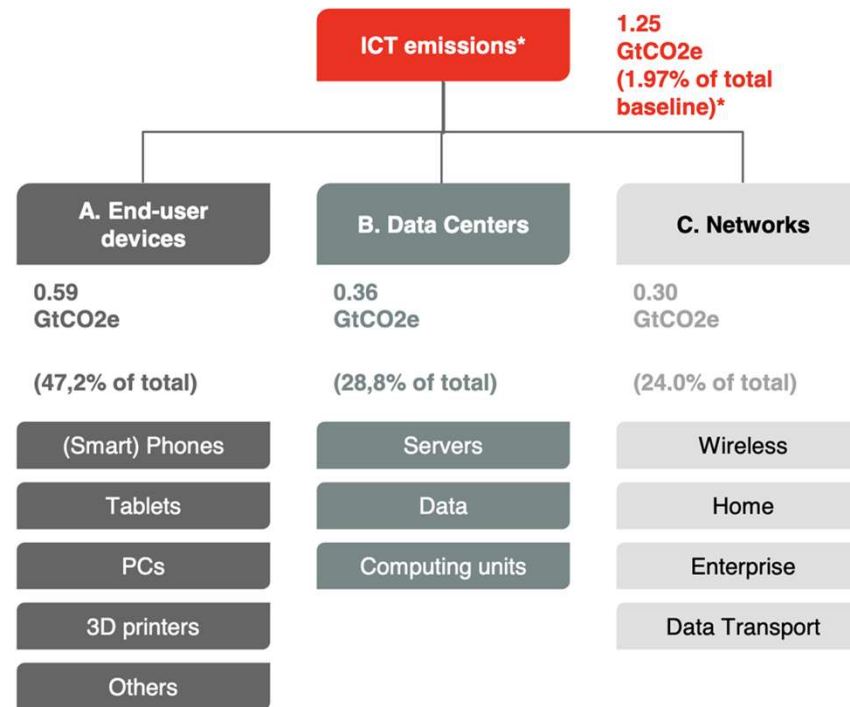 ICT emissions*
1.25
GtCO2e
(1.97% of total
baseline)*
A. End-user
devices
0.59
GtCO2e
(47,2% of total)
(Smart) Phones
Tablets
PCs
3D printers
Others
B. Data Centers
0.36
GtCO2e
(28,8% of total)
Servers
Data
Computing units
C. Networks
0.30
GtCO2e
(24.0% of total)
Wireless
Home
Enterprise
Data Transport